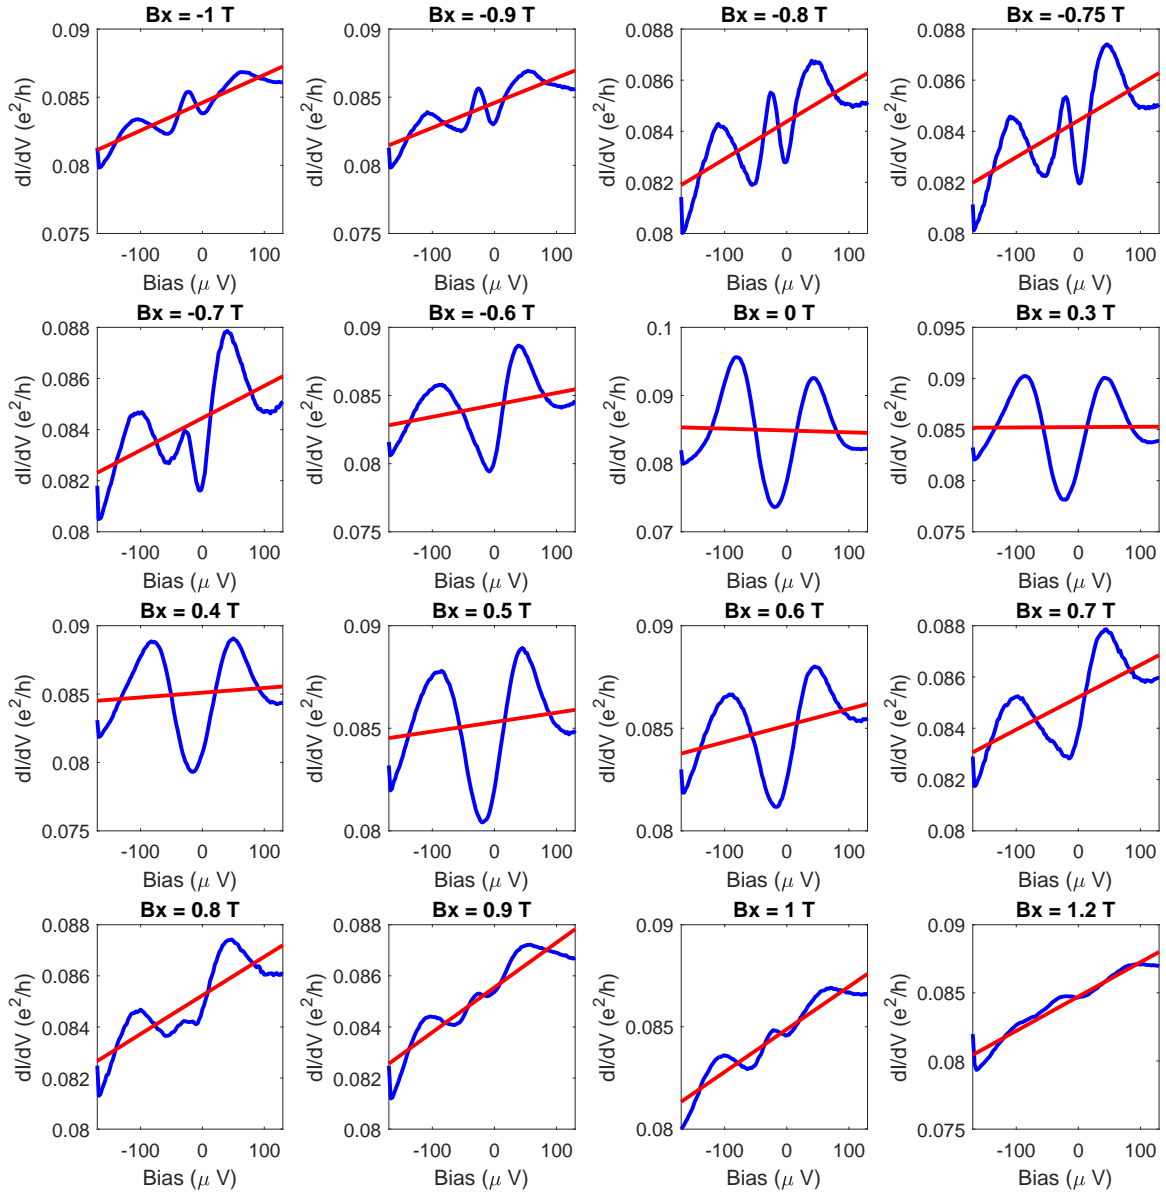 Bx = -1 T
0.09
0.085
0.08
0.075
dI/dV (e²/h)
-100 0 100
Bias (μ V)
Bx = -0.9 T
0.09
0.085
0.08
0.075
dI/dV (e²/h)
-100 0 100
Bias (μ V)
Bx = -0.8 T
0.088
0.086
0.084
0.082
0.08
dI/dV (e²/h)
-100 0 100
Bias (μ V)
Bx = -0.75 T
0.088
0.086
0.084
0.082
0.08
dI/dV (e²/h)
-100 0 100
Bias (μ V)
Bx = -0.7 T
0.088
0.086
0.084
0.082
0.08
dI/dV (e²/h)
-100 0 100
Bias (μ V)
Bx = -0.6 T
0.09
0.085
0.08
0.075
dI/dV (e²/h)
-100 0 100
Bias (μ V)
Bx = 0 T
0.1
0.09
0.08
0.07
dI/dV (e²/h)
-100 0 100
Bias (μ V)
Bx = 0.3 T
0.095
0.09
0.085
0.08
0.075
dI/dV (e²/h)
-100 0 100
Bias (μ V)
Bx = 0.4 T
0.09
0.085
0.08
0.075
dI/dV (e²/h)
-100 0 100
Bias (μ V)
Bx = 0.5 T
0.09
0.085
0.08
dI/dV (e²/h)
-100 0 100
Bias (μ V)
Bx = 0.6 T
0.09
0.085
0.08
dI/dV (e²/h)
-100 0 100
Bias (μ V)
Bx = 0.7 T
0.088
0.086
0.084
0.082
0.08
dI/dV (e²/h)
-100 0 100
Bias (μ V)
Bx = 0.8 T
0.088
0.086
0.084
0.082
0.08
dI/dV (e²/h)
-100 0 100
Bias (μ V)
Bx = 0.9 T
0.088
0.086
0.084
0.082
0.08
dI/dV (e²/h)
-100 0 100
Bias (μ V)
Bx = 1 T
0.09
0.085
0.08
dI/dV (e²/h)
-100 0 100
Bias (μ V)
Bx = 1.2 T
0.09
0.085
0.08
0.075
dI/dV (e²/h)
-100 0 100
Bias (μ V)